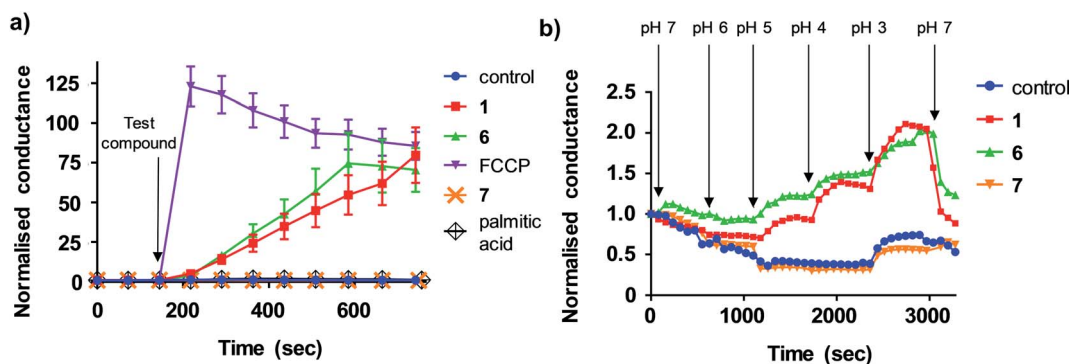 a)
Normalised conductance
125
100
75
50
25
0
Test
compound
0 200 400 600
Time (sec)
control
1
6
FCCP
7
palmitic
acid
b)
pH 7 pH 6 pH 5 pH 4 pH 3 pH 7
Normalised conductance
2.5
2.0
1.5
1.0
0.5
0
0 1000 2000 3000
Time (sec)
control
1
6
7